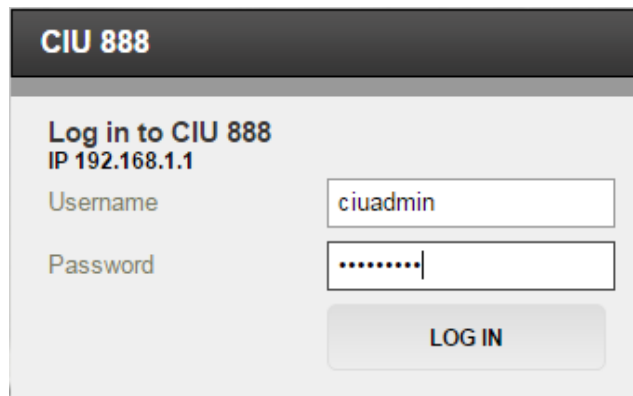 CIU 888
Log in to CIU 888
IP 192.168.1.1
Username ciuadmin
Password •••••••••
LOG IN